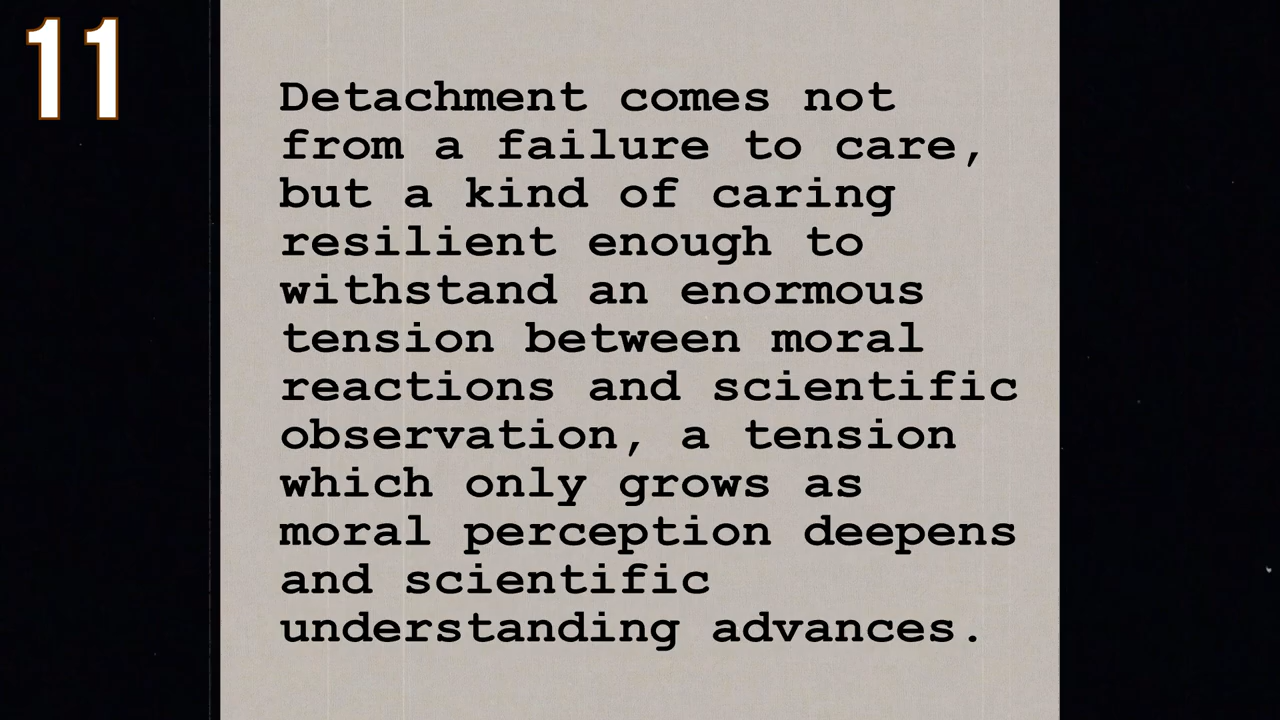 11
Detachment comes not
from a failure to care,
but a kind of caring
resilient enough to
withstand an enormous
tension between moral
reactions and scientific
observation, a tension
which only grows as
moral perception deepens
and scientific
understanding advances.